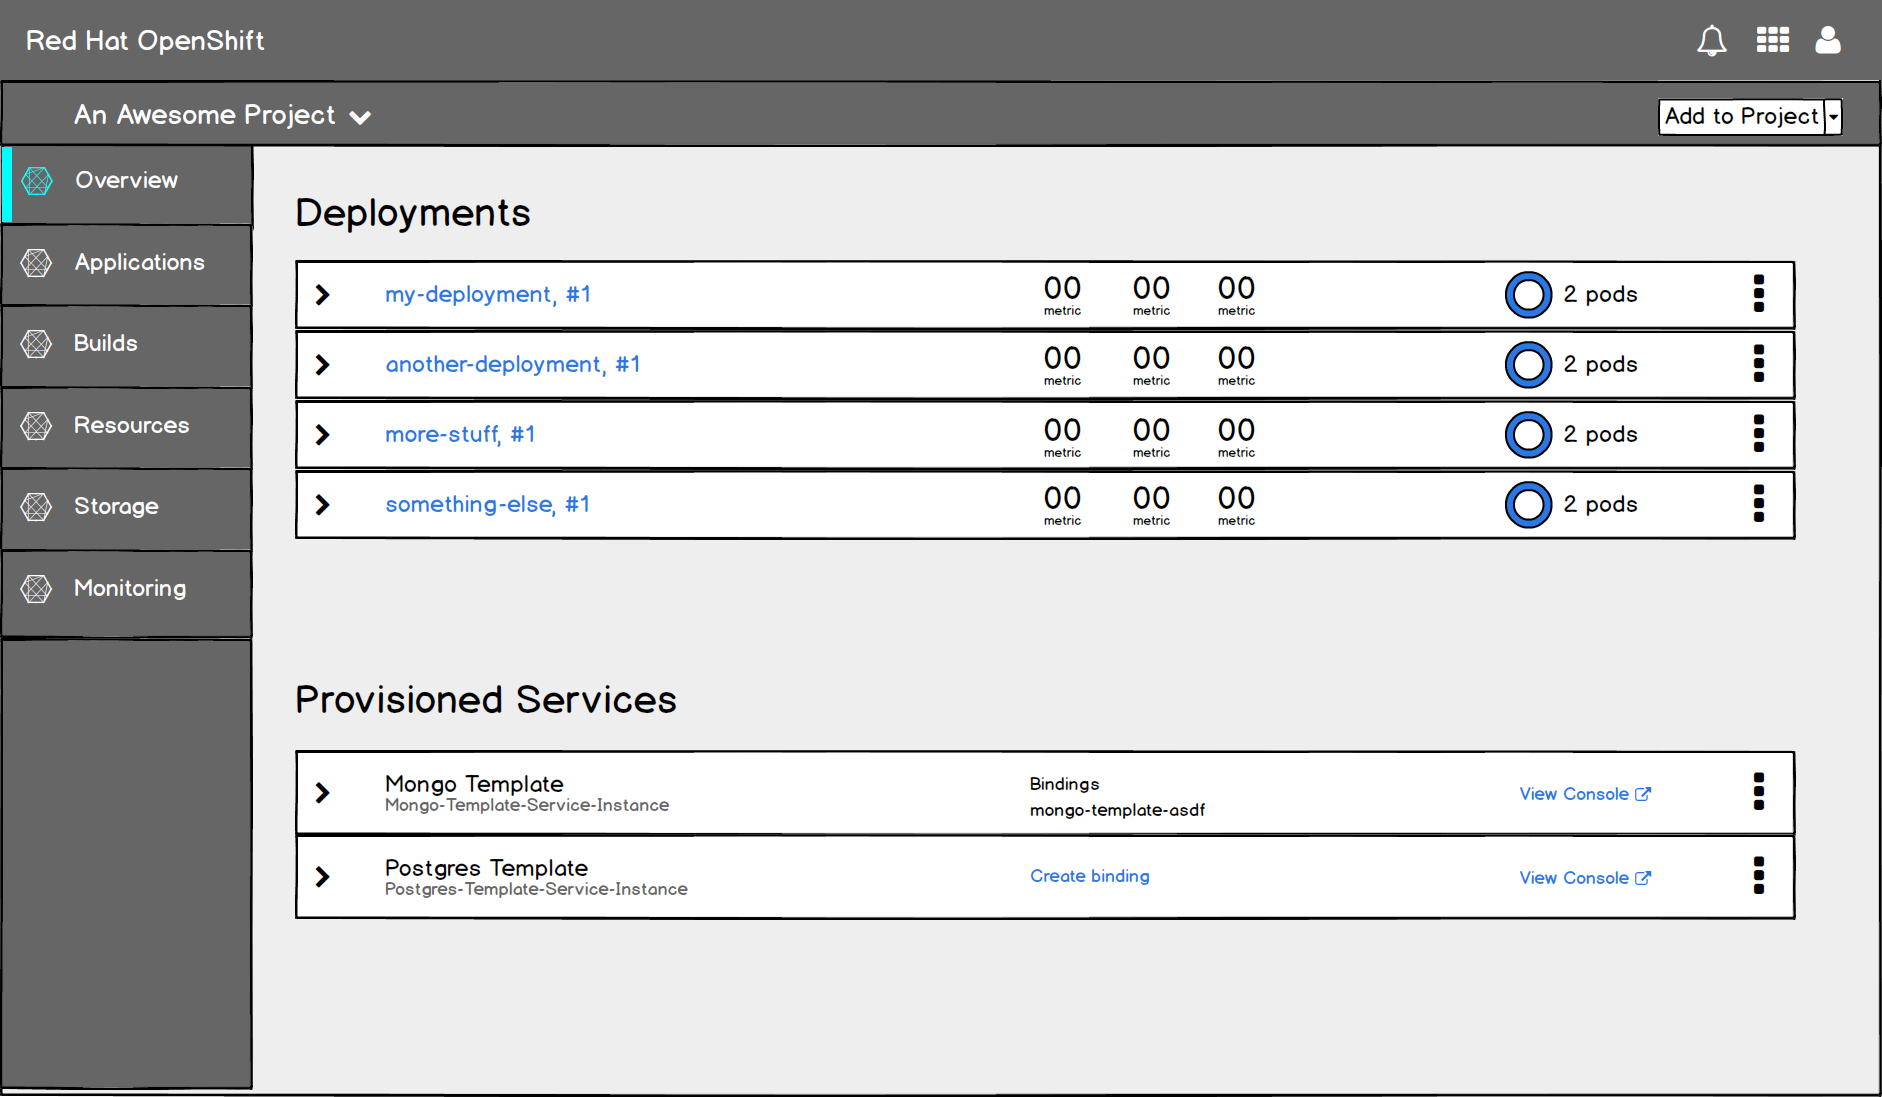 Red Hat OpenShift
An Awesome Project
Add to Project
Overview
Applications
Builds
Resources
Storage
Monitoring
Deployments
my-deployment, #1
00 00 00
metric metric metric
2 pods
another-deployment, #1
00 00 00
metric metric metric
2 pods
more-stuff, #1
00 00 00
metric metric metric
2 pods
something-else, #1
00 00 00
metric metric metric
2 pods
Provisioned Services
Mongo Template
Mongo-Template-Service-Instance
Bindings
mongo-template-asdf
View Console
Postgres Template
Postgres-Template-Service-Instance
Create binding
View Console